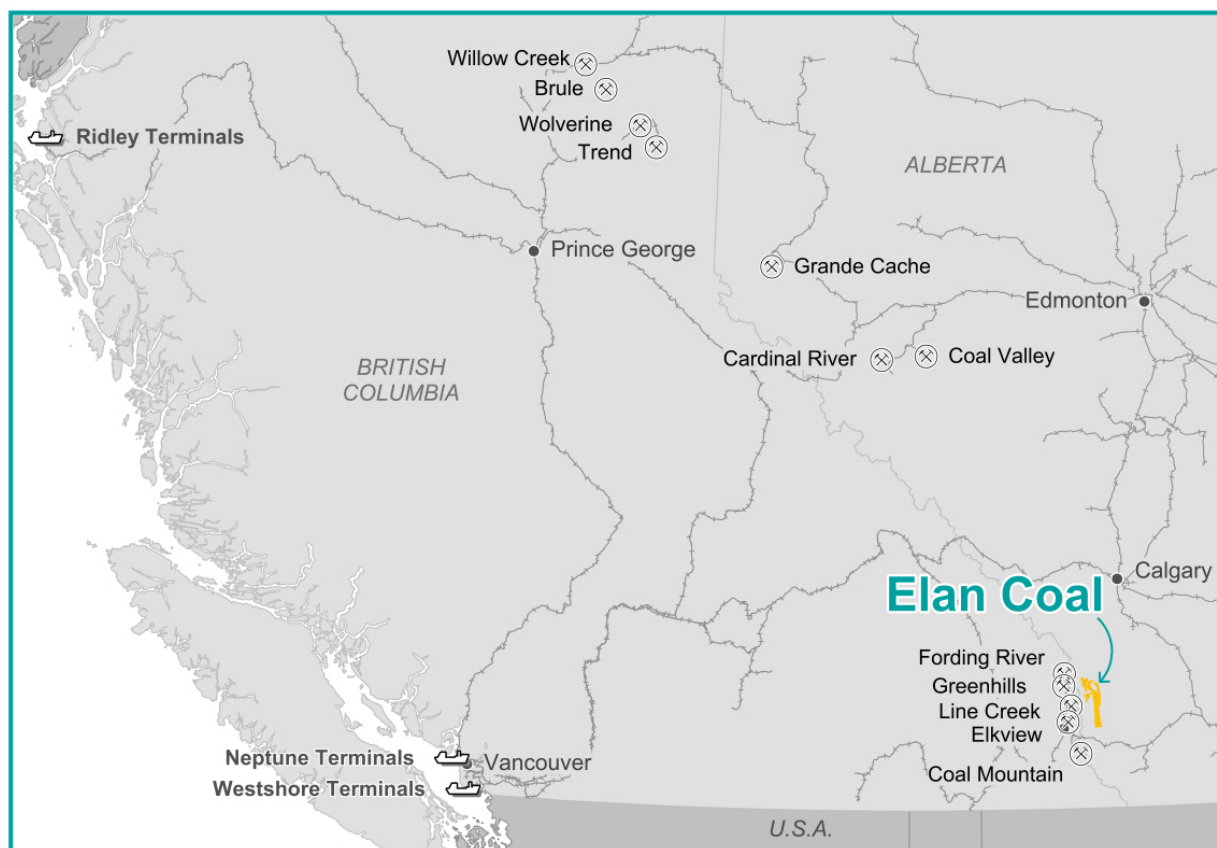 Willow Creek
Brule
Ridley Terminals
Wolverine
Trend
ALBERTA
Prince George
Grande Cache
Edmonton
Cardinal River
Coal Valley
BRITISH
COLUMBIA
Calgary
Elan Coal
Fording River
Greenhills
Line Creek
Elkview
Neptune Terminals
Vancouver
Coal Mountain
Westshore Terminals
U.S.A.